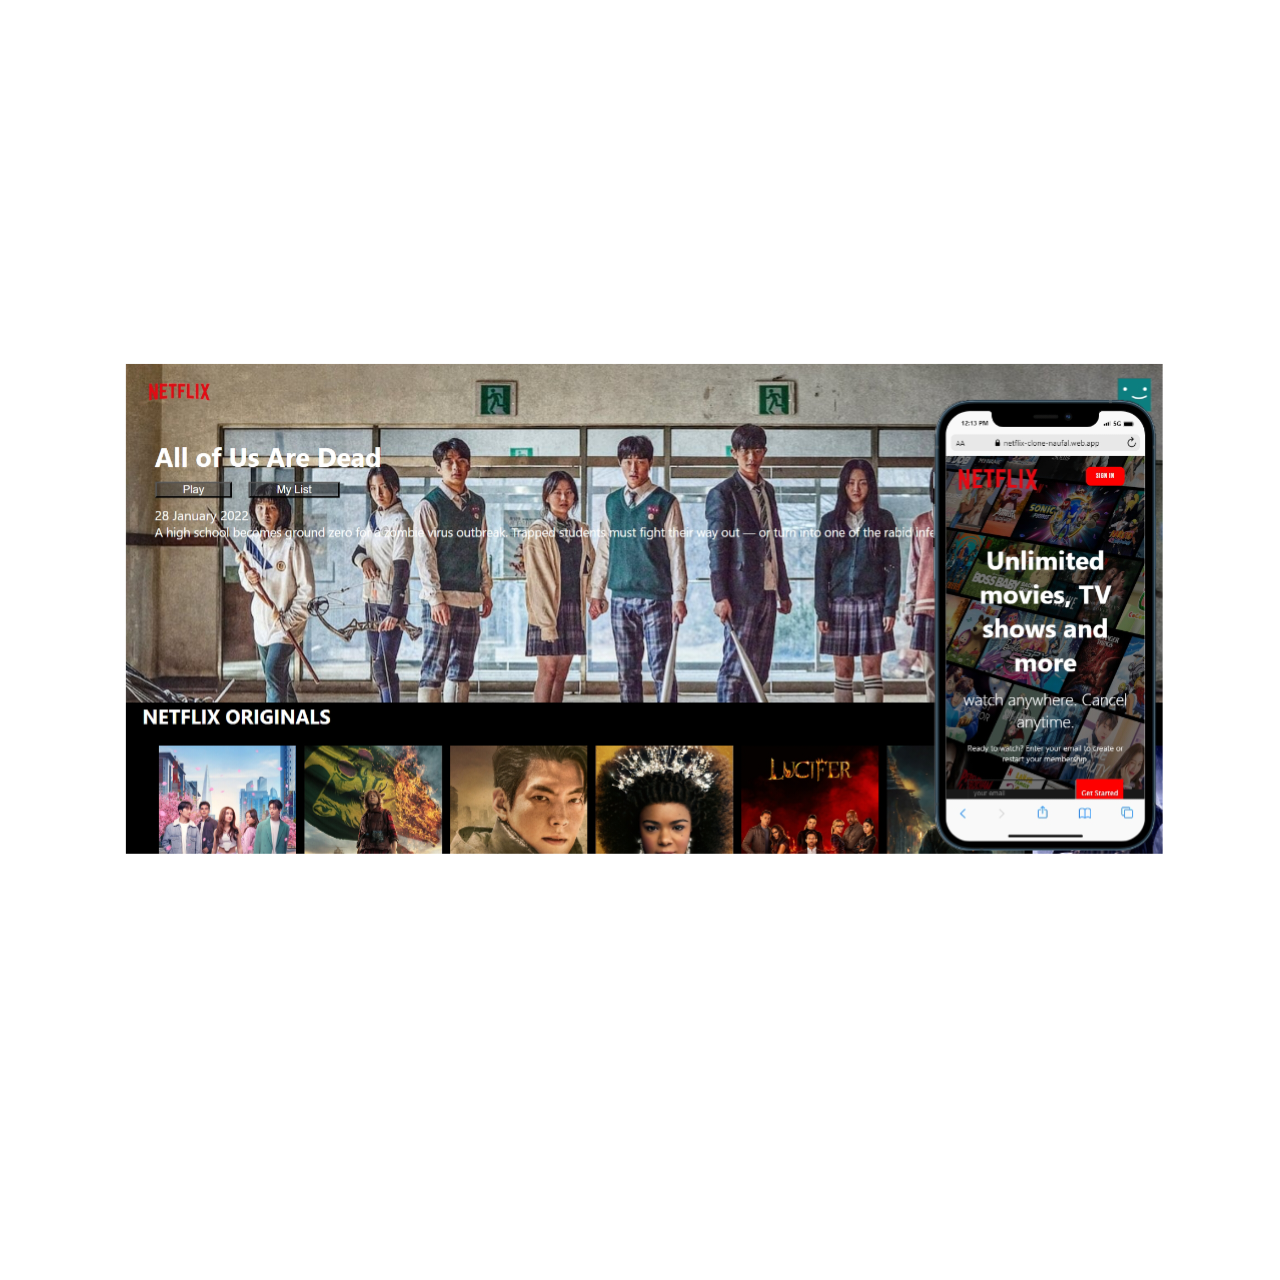 NETFLIX
All of Us Are Dead
Play
My List
28 January 2022
A high school becomes ground zero for a zombie virus outbreak. Trapped students must fight their way out — or turn into one of the rabid infe
NETFLIX ORIGINALS
LUCIFER
12:13 PM
5G
AA
netflix-clone-naufal.web.app
NETFLIX
SIGN IN
SONIC
BOSS BABY
Unlimited
movies, TV
shows and
more
watch anywhere. Cancel
anytime.
Ready to watch? Enter your email to create or
restart your membership
your email
Get Started